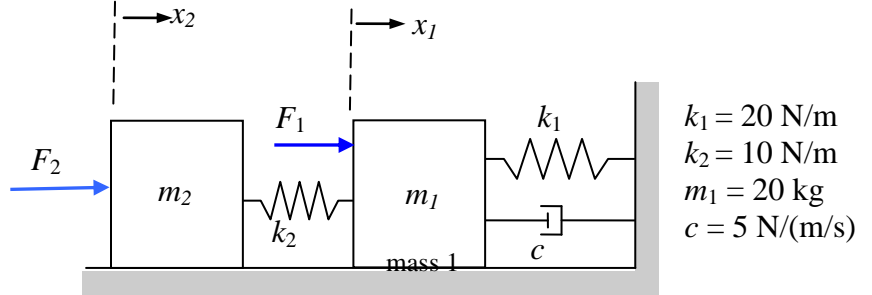 x₂
x₁
F₁
k₁
F₂
m₂
m₁
k₂
c
mass 1
k₁ = 20 N/m
k₂ = 10 N/m
m₁ = 20 kg
c = 5 N/(m/s)